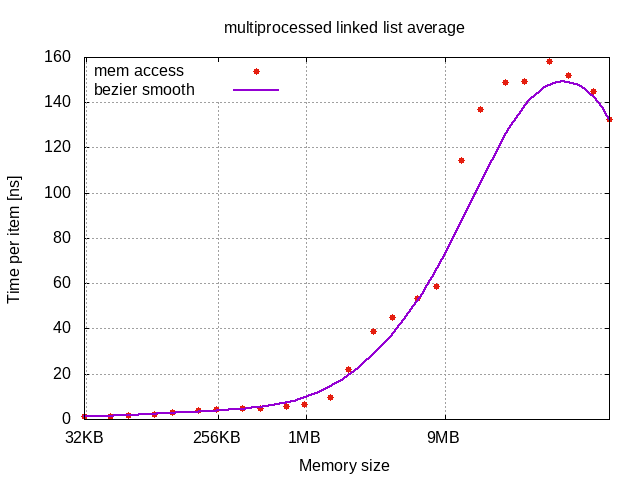 multiprocessed linked list average
160
140
120
100
80
60
40
20
0
mem access
bezier smooth
Time per item [ns]
32KB 256KB 1MB 9MB
Memory size